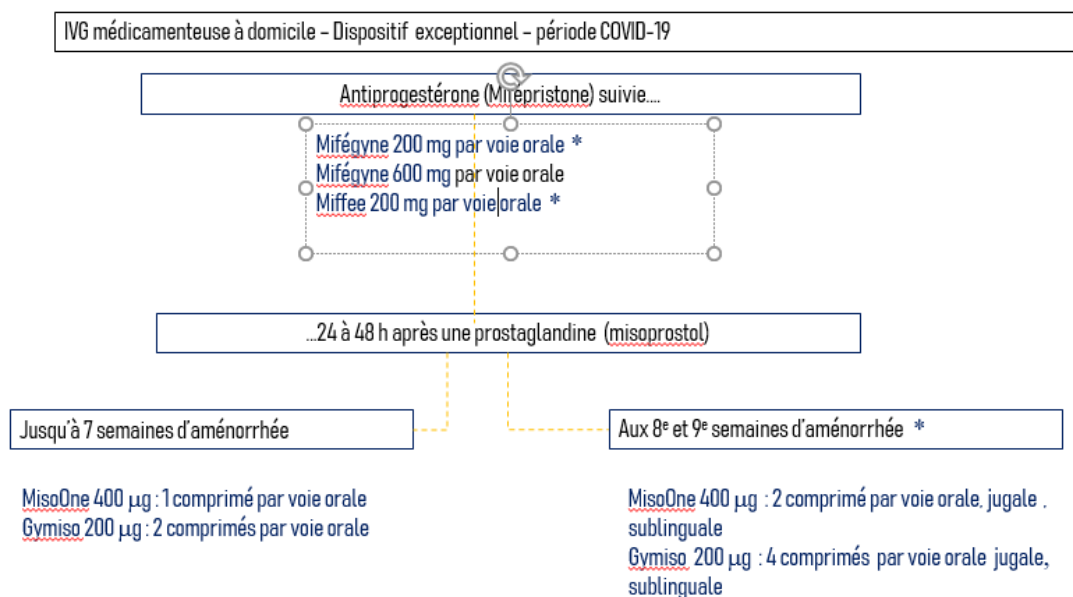 IVG médicamenteuse à domicile – Dispositif exceptionnel – période COVID-19
Antiprogestérone (Mifépristone) suivie....
Mifégyne 200 mg par voie orale *
Mifégyne 600 mg par voie orale
Miffee 200 mg par voie orale *
...24 à 48 h après une prostaglandine (misoprostol)
Jusqu'à 7 semaines d'aménorrhée
MisoOne 400 µg : 1 comprimé par voie orale
Gymiso 200 µg : 2 comprimés par voie orale
Aux 8e et 9e semaines d'aménorrhée *
MisoOne 400 µg : 2 comprimé par voie orale, jugale ,
sublinguale
Gymiso 200 µg : 4 comprimés par voie orale jugale,
sublinguale